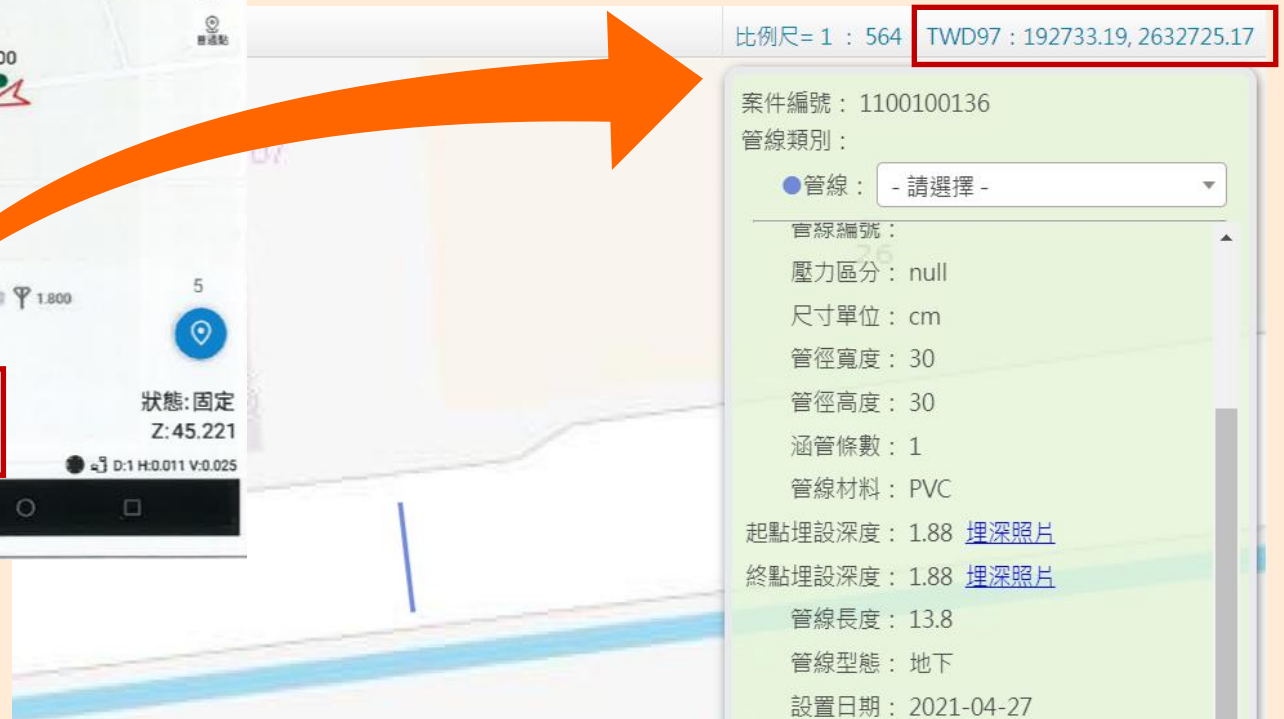 普通點
00
1.800
5
狀態:固定
Z:45.221
D:1 H:0.011 V:0.025
比例尺= 1 : 564
TWD97:192733.19, 2632725.17
案件編號: 1100100136
管線類別:
管線: - 請選擇 -
管線編號:
26
壓力區分: null
尺寸單位: cm
管徑寬度: 30
管徑高度: 30
涵管條數: 1
管線材料: PVC
起點埋設深度: 1.88 埋深照片
終點埋設深度: 1.88 埋深照片
管線長度: 13.8
管線型態: 地下
設置日期: 2021-04-27